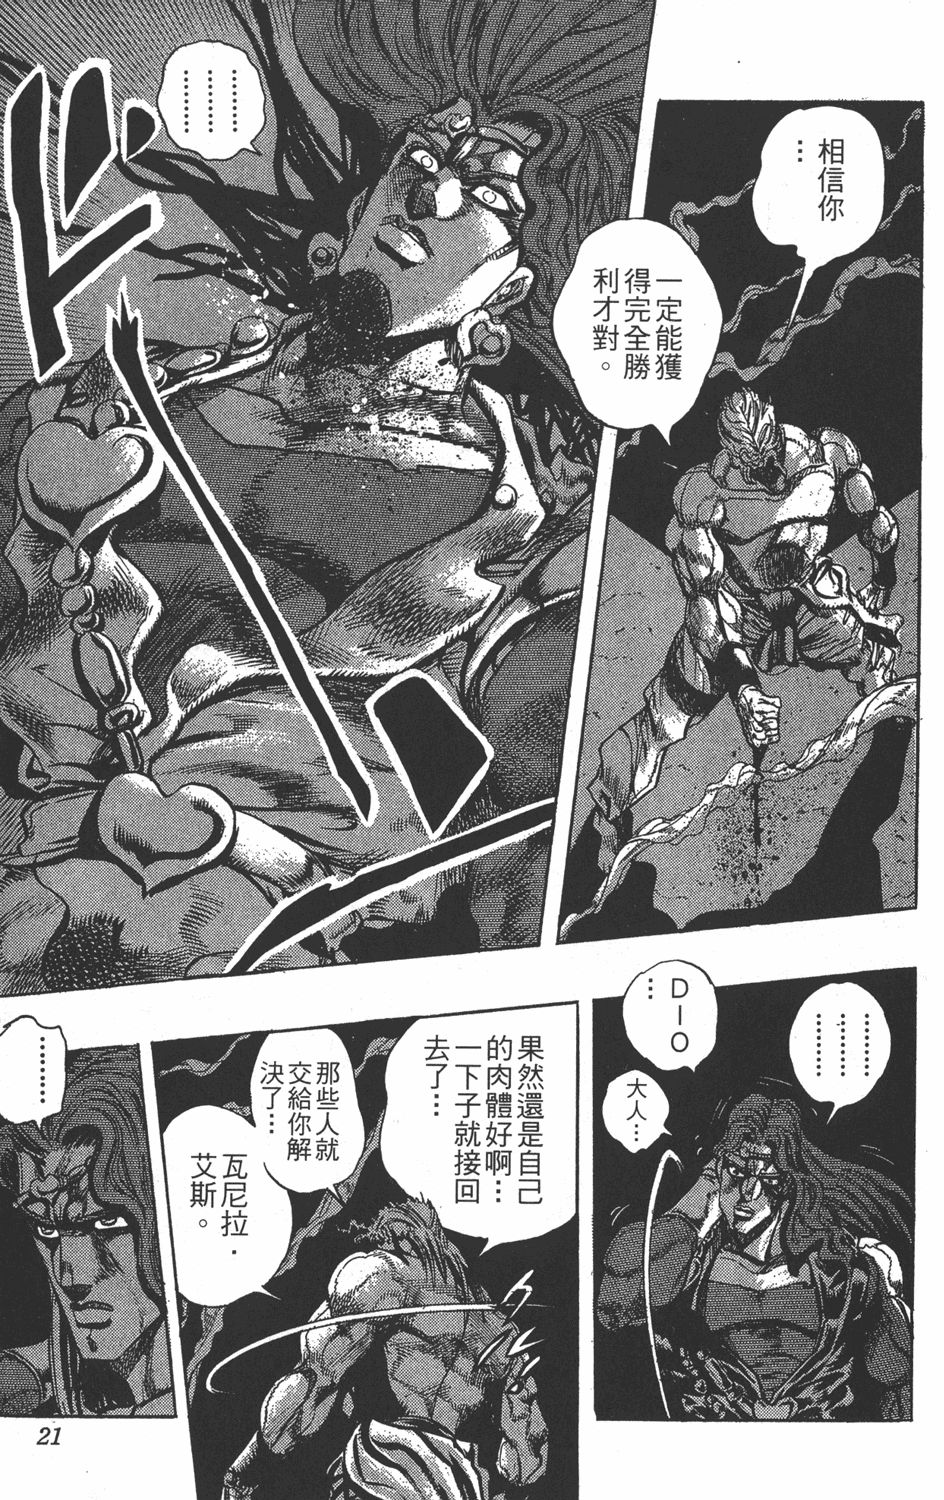 相信你
⋯
一定能獲
得完全勝
利才對。
⋯⋯⋯
⋯⋯⋯
ドドド
⋯⋯⋯
⋯⋯⋯
DIO
⋯
大人⋯
果然還是自己
的肉體好啊⋯
一下子就接回
去了⋯
那些人就
交給你解
決了⋯
瓦尼拉・
艾斯。
⋯⋯⋯
21